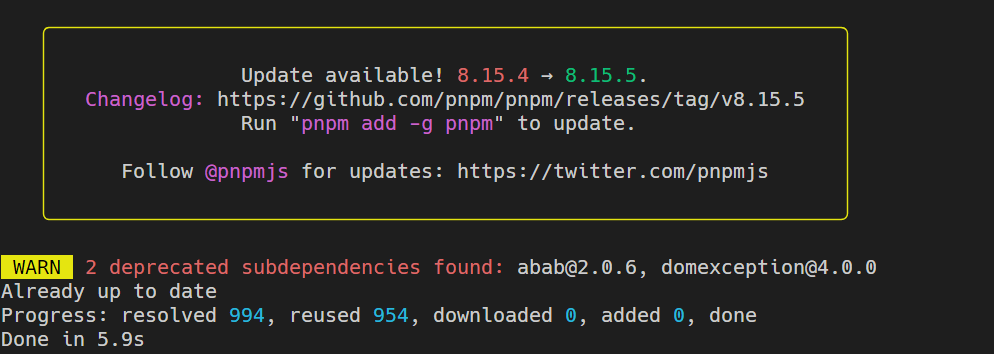 Update available! 8.15.4 → 8.15.5.
Changelog: https://github.com/pnpm/pnpm/releases/tag/v8.15.5
Run "pnpm add -g pnpm" to update.
Follow @pnpmjs for updates: https://twitter.com/pnpmjs
WARN 2 deprecated subdependencies found: abab@2.0.6, domexception@4.0.0
Already up to date
Progress: resolved 994, reused 954, downloaded 0, added 0, done
Done in 5.9s